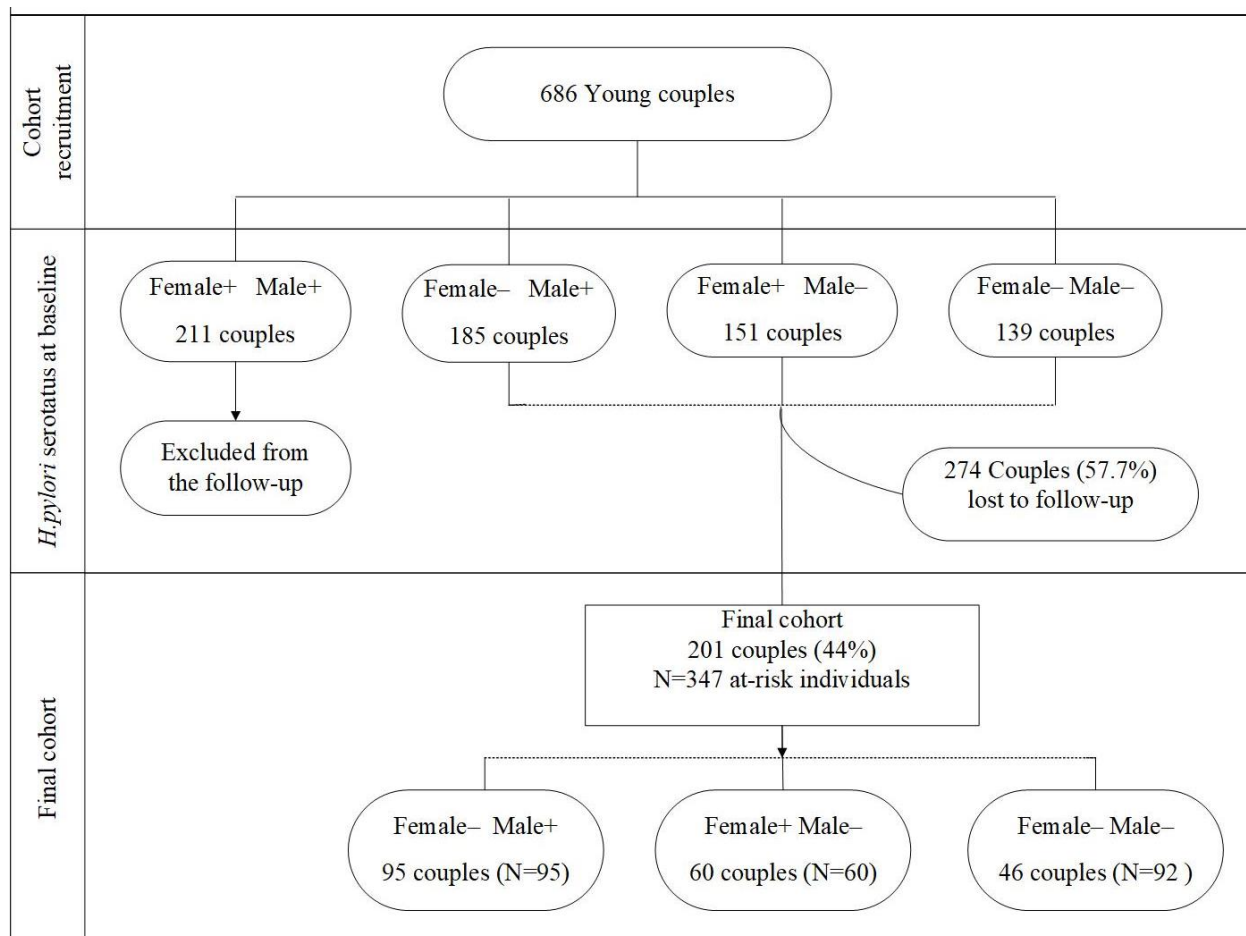 Cohort
recruitment
686 Young couples
H.pylori serotatus at baseline
Female+ Male+
211 couples
Female– Male+
185 couples
Female+ Male–
151 couples
Female– Male–
139 couples
Excluded from
the follow-up
274 Couples (57.7%)
lost to follow-up
Final cohort
Final cohort
201 couples (44%)
N=347 at-risk individuals
Female– Male+
95 couples (N=95)
Female+ Male–
60 couples (N=60)
Female– Male–
46 couples (N=92 )